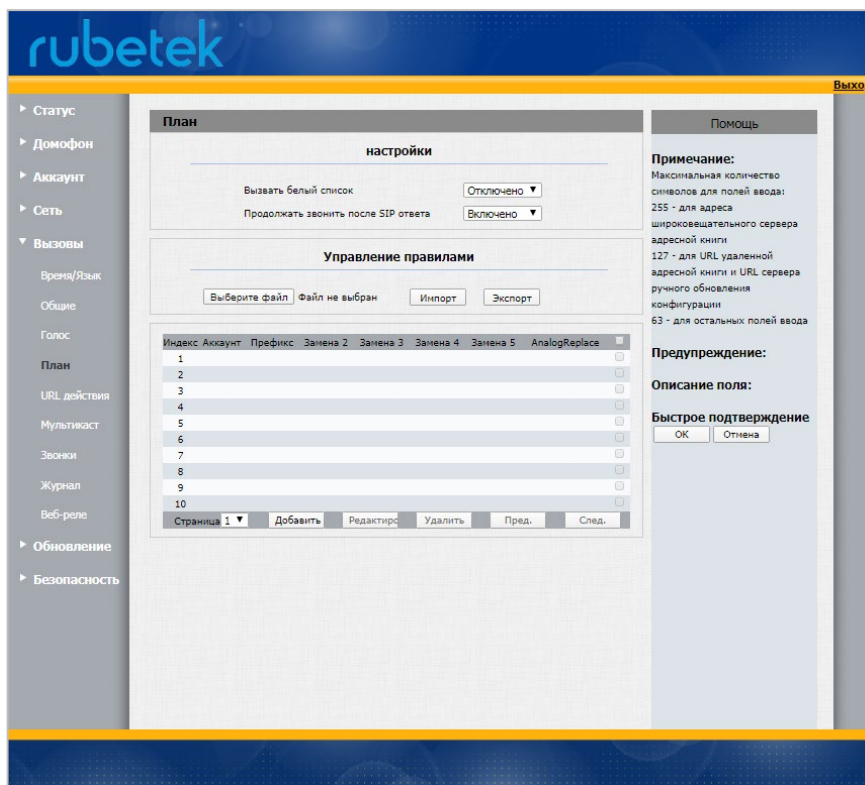 rubetek
Выхо
Статус
Домофон
Аккаунт
Сеть
Вызовы
Время/Язык
Общие
Голос
План
URL действия
Мультикаст
Звонки
Журнал
Веб-реле
Обновление
Безопасность
План
настройки
Вызвать белый список Отключено
Продолжать звонить после SIP ответа Включено
Управление правилами
Выберите файл Файл не выбран Импорт Экспорт
Индекс Аккаунт Префикс Замена 2 Замена 3 Замена 4 Замена 5 AnalogReplace
1
2
3
4
5
6
7
8
9
10
Страница 1 Добавить Редактирс Удалить Пред. След.
Помощь
Примечание:
Максимальная количество
символов для полей ввода:
255 - для адреса
широковещательного сервера
адресной книги
127 - для URL удаленной
адресной книги и URL сервера
ручного обновления
конфигурации
63 - для остальных полей ввода
Предупреждение:
Описание поля:
Быстрое подтверждение
OK Отмена